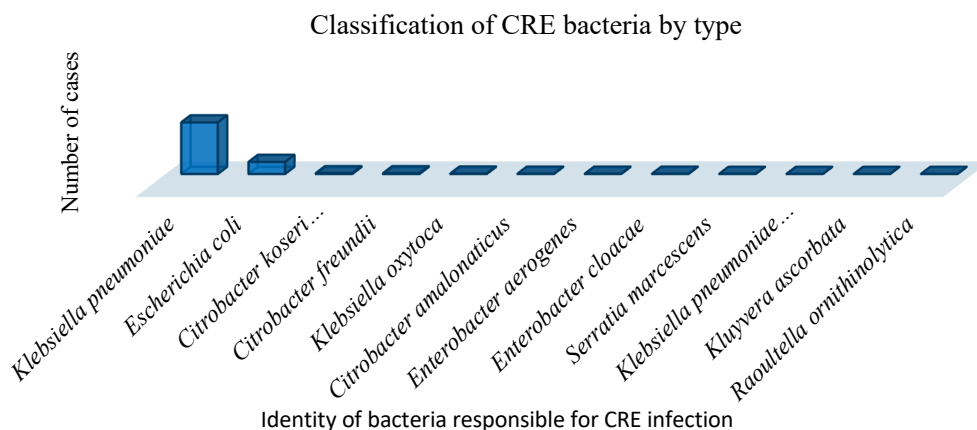 Classification of CRE bacteria by type
Number of cases
Klebsiella pneumoniae
Escherichia coli
Citrobacter koseri…
Citrobacter freundii
Klebsiella oxytoca
Citrobacter amalonaticus
Enterobacter aerogenes
Enterobacter cloacae
Serratia marcescens
Klebsiella pneumoniae…
Kluyvera ascorbata
Raoultella ornithinolytica
Identity of bacteria responsible for CRE infection